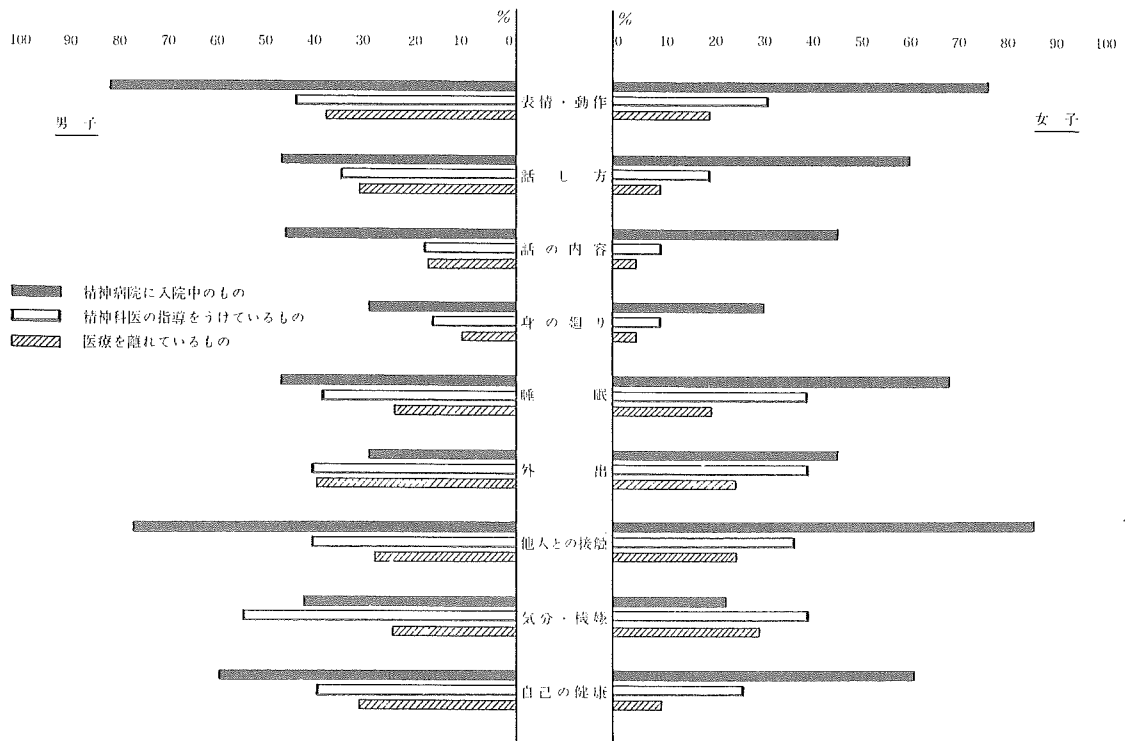 % %
100 90 80 70 60 50 40 30 20 10 0 0 10 20 30 40 50 60 70 80 90 100
表情・動作
男子 女子
話し方
話の内容
精神病院に入院中のもの
精神科医の指導をうけているもの
身の廻り
医療を離れているもの
睡眠
外出
他人との接触
気分・機嫌
自己の健康